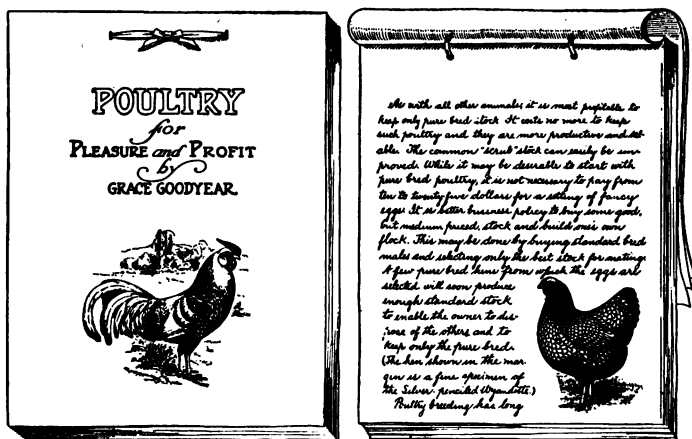 POULTRY
for
PLEASURE and PROFIT
by
GRACE GOODYEAR
As with all other animals, it is most profitable to
keep only pure bred stock. It costs no more to keep
such poultry and they are more productive and sal-
able. The common "scrub" stock can easily be im-
proved. While it may be desirable to start with
pure bred poultry, it is not necessary to pay from
ten to twenty five dollars for a setting of fancy
eggs. It is better business policy to buy some good,
but medium priced, stock and build one's own
flock. This may be done by buying standard bred
males and selecting only the best stock for mating.
A few pure bred hens from which the eggs are
selected will soon produce
enough standard stock
to enable the owner to dis-
pose of the others and to
keep only the pure bred.
(The hen shown in the mar-
gin is a fine specimen of
the Silver-penciled Wyandotte.)
Poultry breeding has long